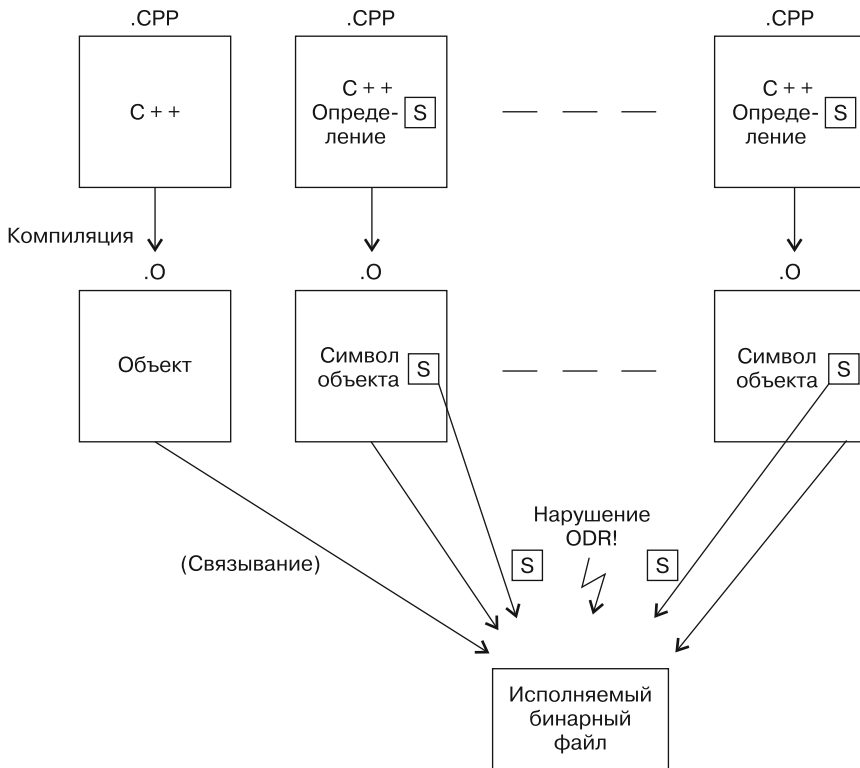 .CPP
.CPP
.CPP
C++
C++
Опреде-
ление
S
C++
Опреде-
ление
S
Компиляция
.O
.O
.O
Объект
Символ
объекта
S
Символ
объекта
S
Нарушение
ODR!
(Связывание)
S
S
Исполняемый
бинарный
файл